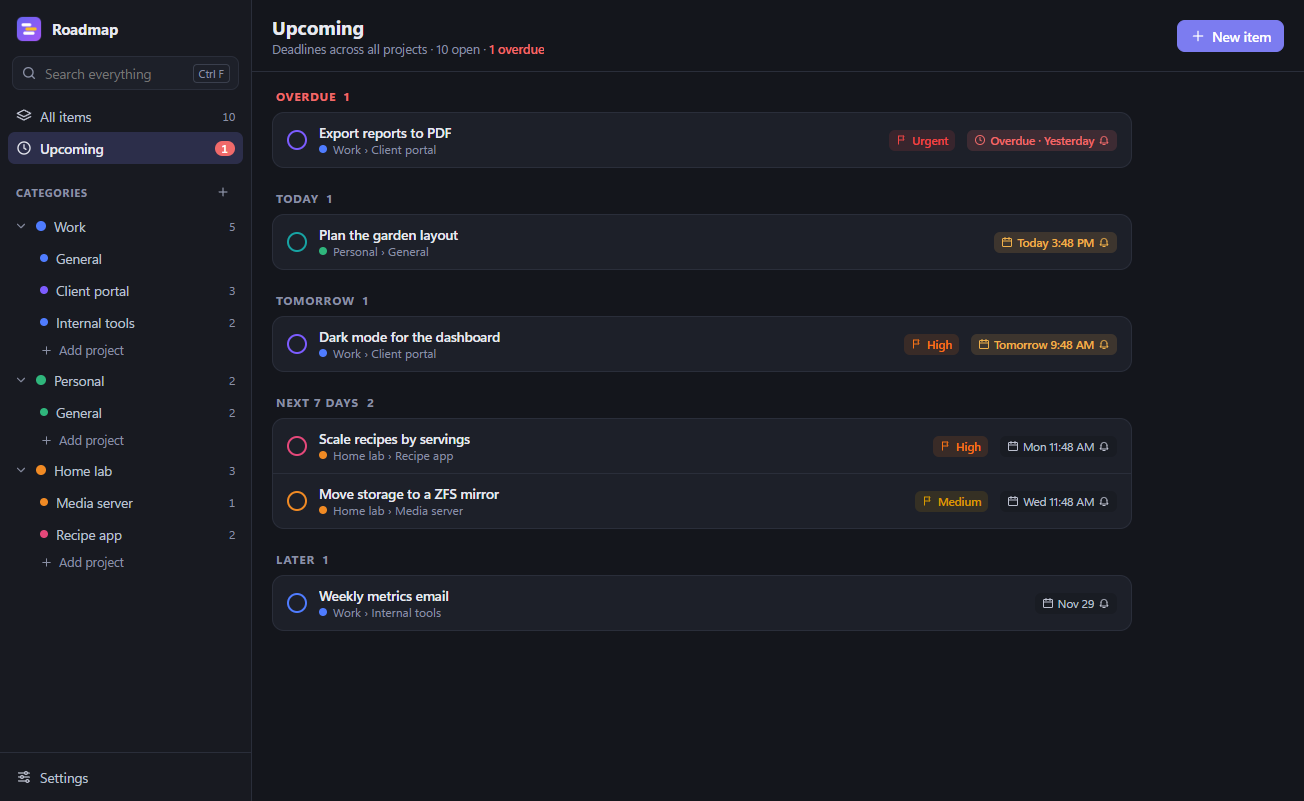 Roadmap
Search everything Ctrl F
All items 10
Upcoming 1
CATEGORIES
Work 5
General
Client portal 3
Internal tools 2
Add project
Personal 2
General 2
Add project
Home lab 3
Media server 1
Recipe app 2
Add project
Settings
Upcoming
Deadlines across all projects · 10 open · 1 overdue
New item
OVERDUE 1
Export reports to PDF
Work › Client portal
Urgent
Overdue · Yesterday
TODAY 1
Plan the garden layout
Personal › General
Today 3:48 PM
TOMORROW 1
Dark mode for the dashboard
Work › Client portal
High
Tomorrow 9:48 AM
NEXT 7 DAYS 2
Scale recipes by servings
Home lab › Recipe app
High
Mon 11:48 AM
Move storage to a ZFS mirror
Home lab › Media server
Medium
Wed 11:48 AM
LATER 1
Weekly metrics email
Work › Internal tools
Nov 29